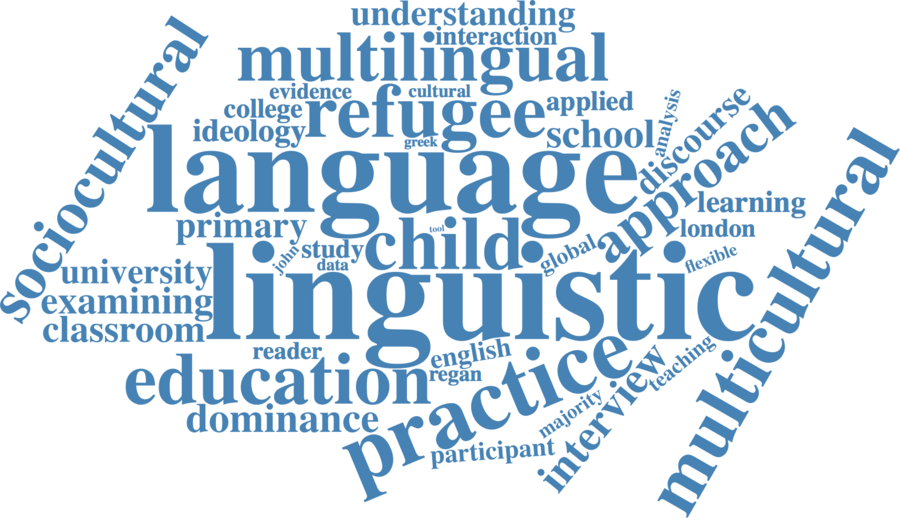 understanding
interaction
multilingual
sociocultural
evidence
cultural
college
refugee
applied
ideology
greek
school
analysis
discourse
language
approach
multicultural
primary
learning
london
tool
child
john
study
data
global
flexible
university
linguistic
examining
classroom
reader
english
regan
education
practice
teaching
interview
majority
dominance
participant